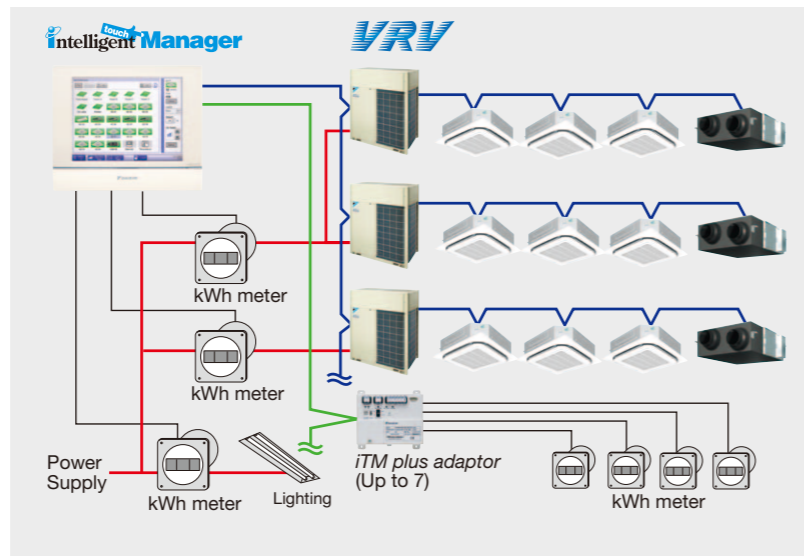 intelligent touch Manager
VRV
kWh meter
kWh meter
Power
Supply
kWh meter
Lighting
iTM plus adaptor
(Up to 7)
kWh meter